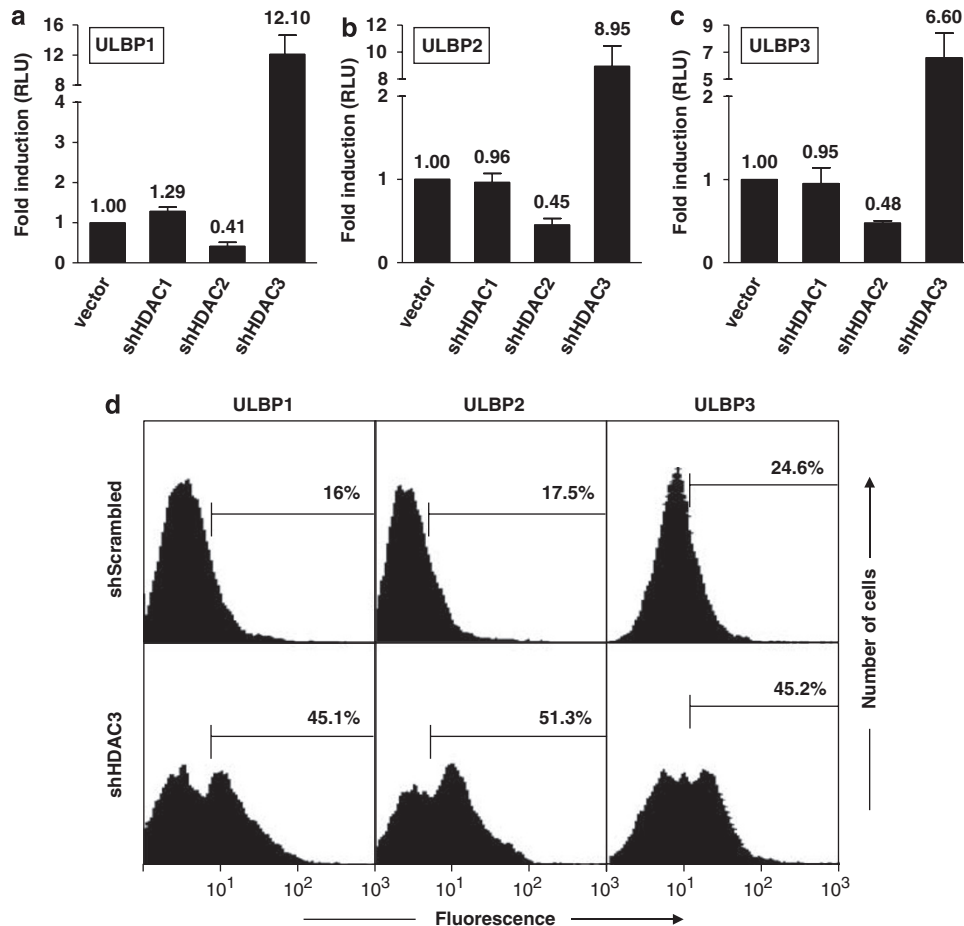 a
ULBP1
Fold induction (RLU)
16
14
12
10
8
4
3
2
1
0
1.00
1.29
0.41
12.10
vector
shHDAC1
shHDAC2
shHDAC3
b
ULBP2
Fold induction (RLU)
12
10
8
6
4
2
1
0
1.00
0.96
0.45
8.95
vector
shHDAC1
shHDAC2
shHDAC3
c
ULBP3
Fold induction (RLU)
9
7
5
2
1
0
1.00
0.95
0.48
6.60
vector
shHDAC1
shHDAC2
shHDAC3
d
ULBP1 ULBP2 ULBP3
shScrambled
16% 17.5% 24.6%
shHDAC3
45.1% 51.3% 45.2%
10¹ 10² 10³ 10¹ 10² 10³ 10¹ 10² 10³
Fluorescence
Number of cells